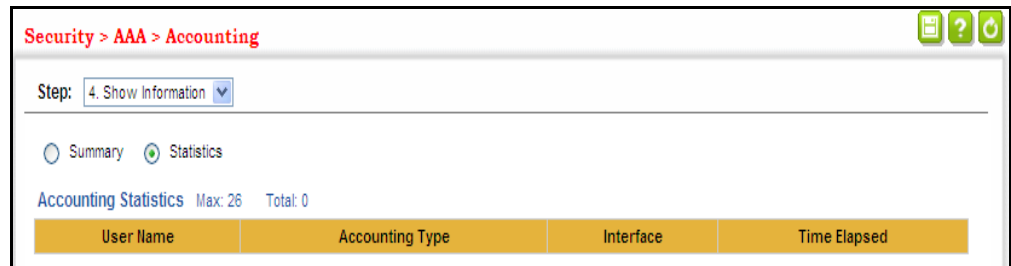 Security > AAA > Accounting
?
Step: 4. Show Information
Summary Statistics
Accounting Statistics Max: 26 Total: 0
User Name Accounting Type Interface Time Elapsed